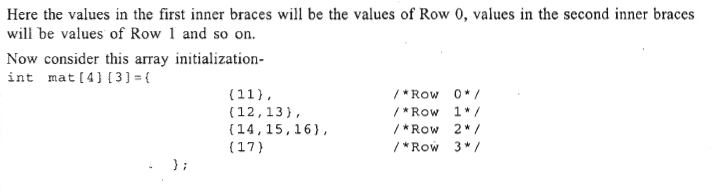 Here the values in the first inner braces will be the values of Row 0, values in the second inner braces
will be values of Row 1 and so on.
Now consider this array initialization-
int mat[4][3]={
{11}, /*Row 0*/
{12,13}, /*Row 1*/
{14,15,16}, /*Row 2*/
{17} /*Row 3*/
};